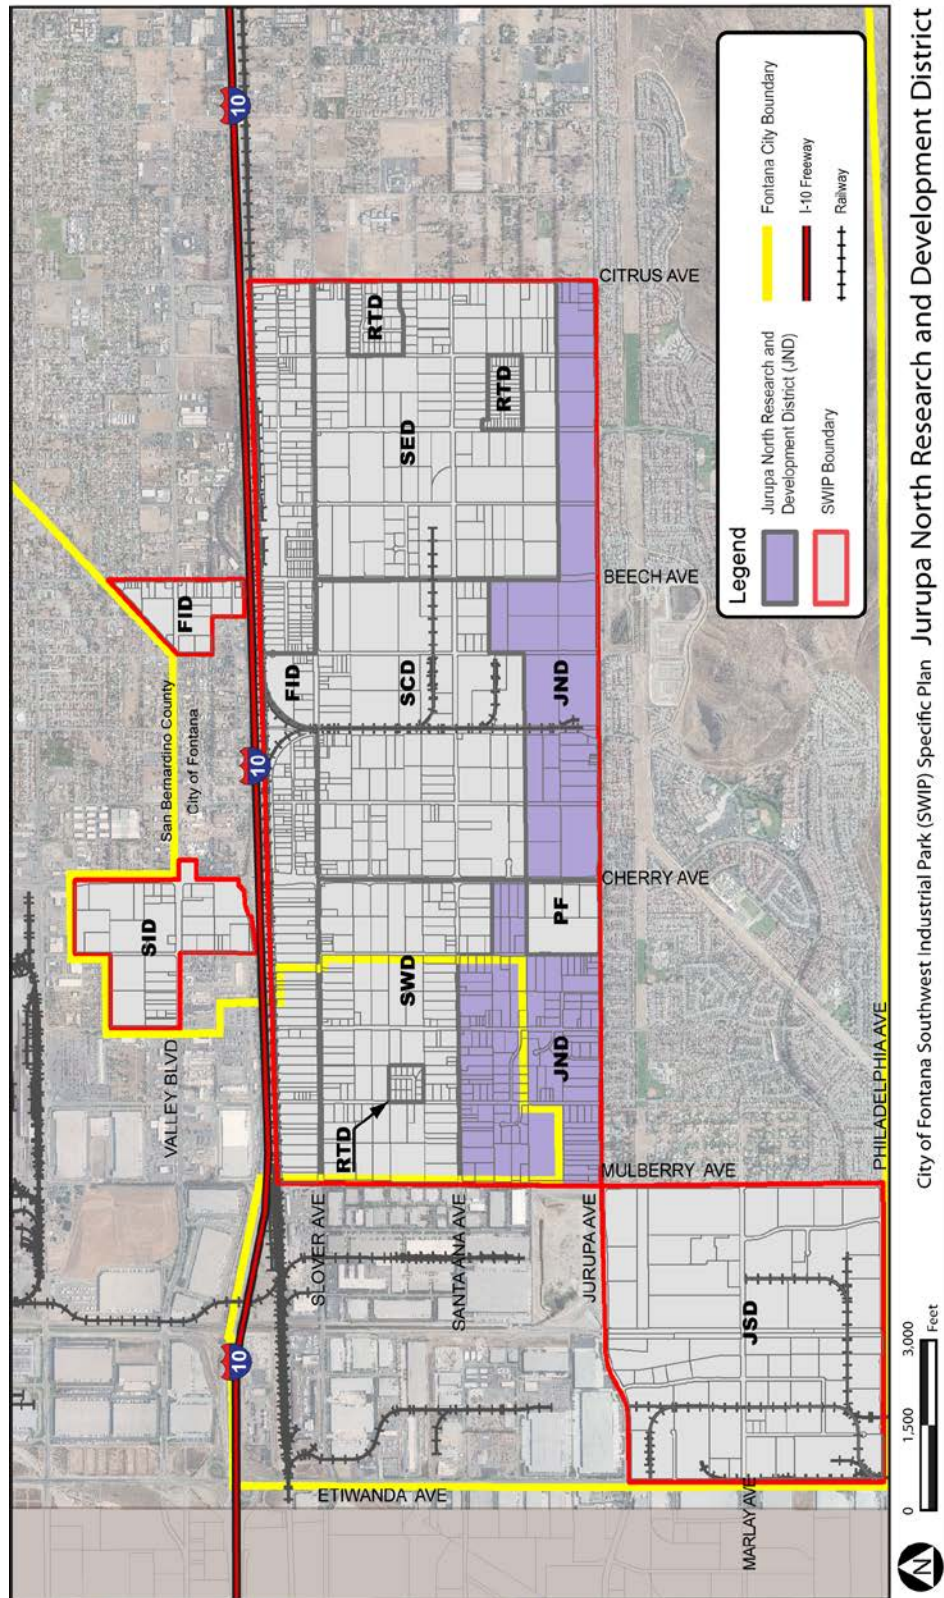 10
10
10
CITRUS AVE
RTD
RTD
SED
BEECH AVE
FID
FID
SCD
JND
San Bernardino County
City of Fontana
CHERRY AVE
PF
SID
SWD
JND
RTD
VALLEY BLVD
MULBERRY AVE
SLOVER AVE
SANTA ANA AVE
JURUPA AVE
PHILADELPHIA AVE
JSD
ETIWANDA AVE
MARLAY AVE
Legend
Jurupa North Research and
Development District (JND)
SWIP Boundary
Fontana City Boundary
I-10 Freeway
Railway
N
0 1,500 3,000
Feet
City of Fontana Southwest Industrial Park (SWIP) Specific Plan Jurupa North Research and Development District